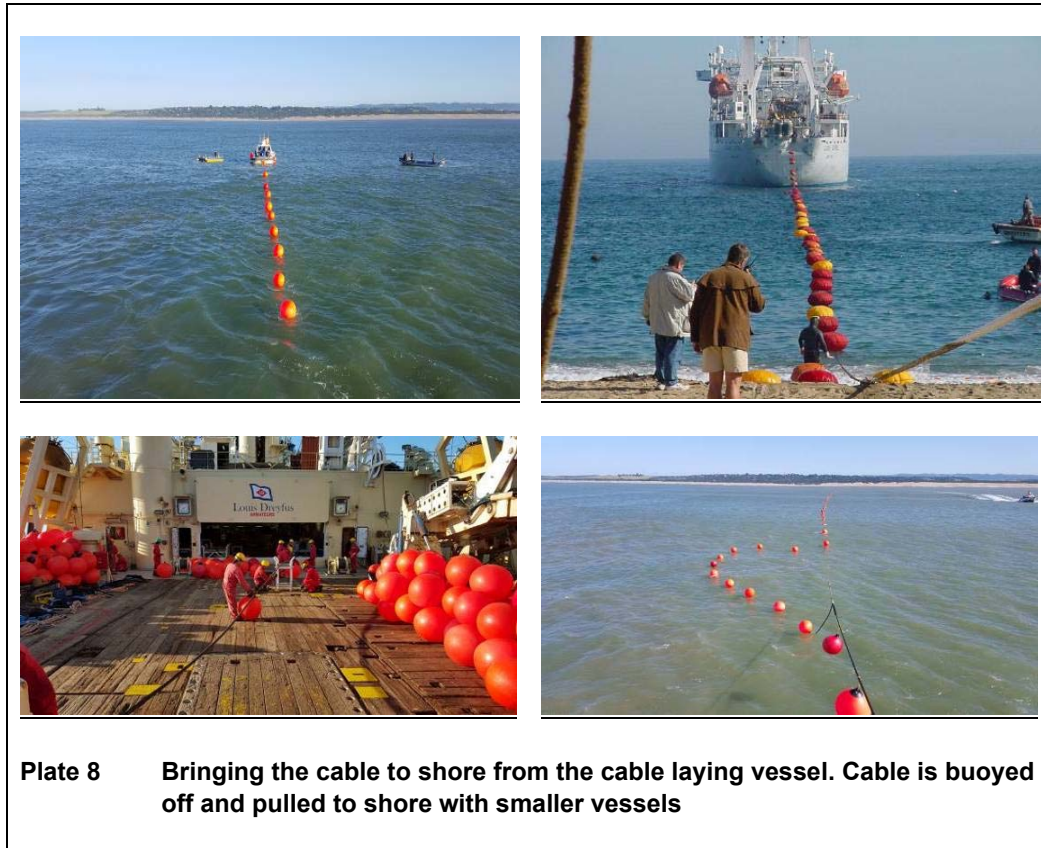 Louis Dreyfus
ARMATEURS
Plate 8 Bringing the cable to shore from the cable laying vessel. Cable is buoyed
off and pulled to shore with smaller vessels